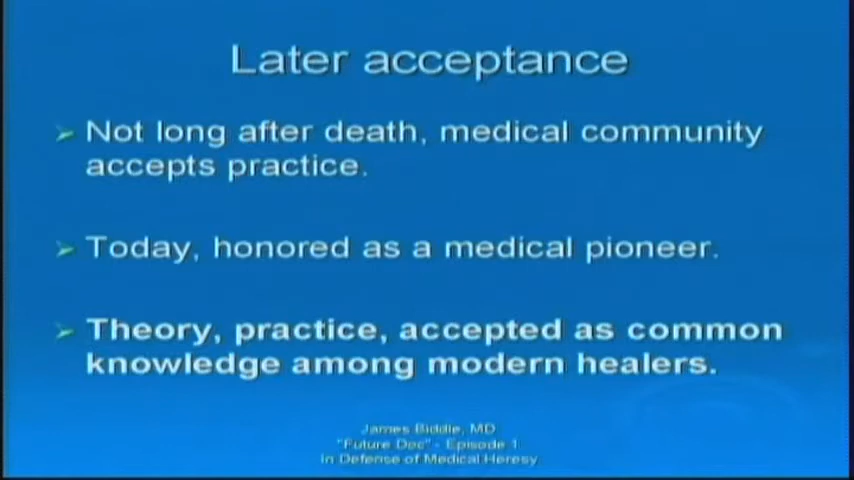 Later acceptance
Not long after death, medical community
accepts practice.
Today, honored as a medical pioneer.
Theory, practice, accepted as common
knowledge among modern healers.
James Biddle, MD
"Future Doc" - Episode 1
In Defense of Medical Heresy